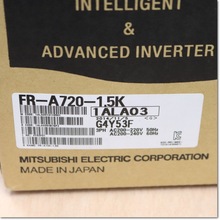 INTELLIGENT
&
ADVANCED INVERTER
FR-A720-1.5K
1ALA03
G4Y53F
3PH AC200~220V 50Hz
AC200~240V 60Hz
MITSUBISHI ELECTRIC CORPORATION
MADE IN JAPAN